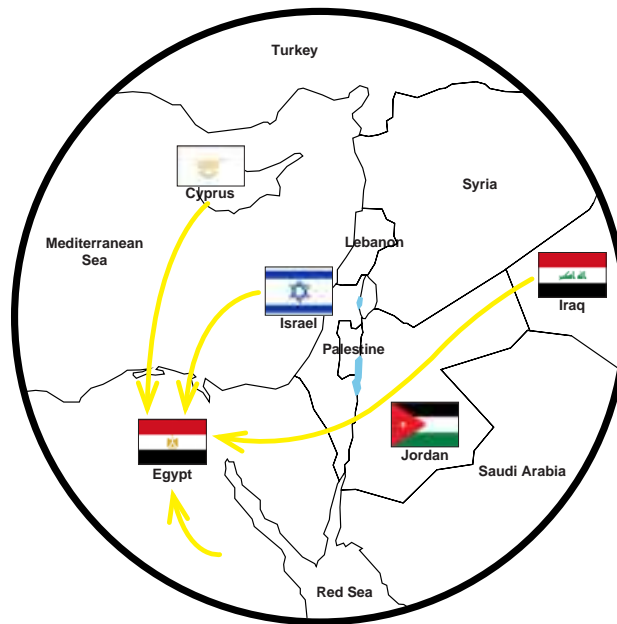 Turkey
Cyprus
Syria
Mediterranean
Sea
Lebanon
Iraq
Israel
Palestine
Jordan
Egypt
Saudi Arabia
Red Sea